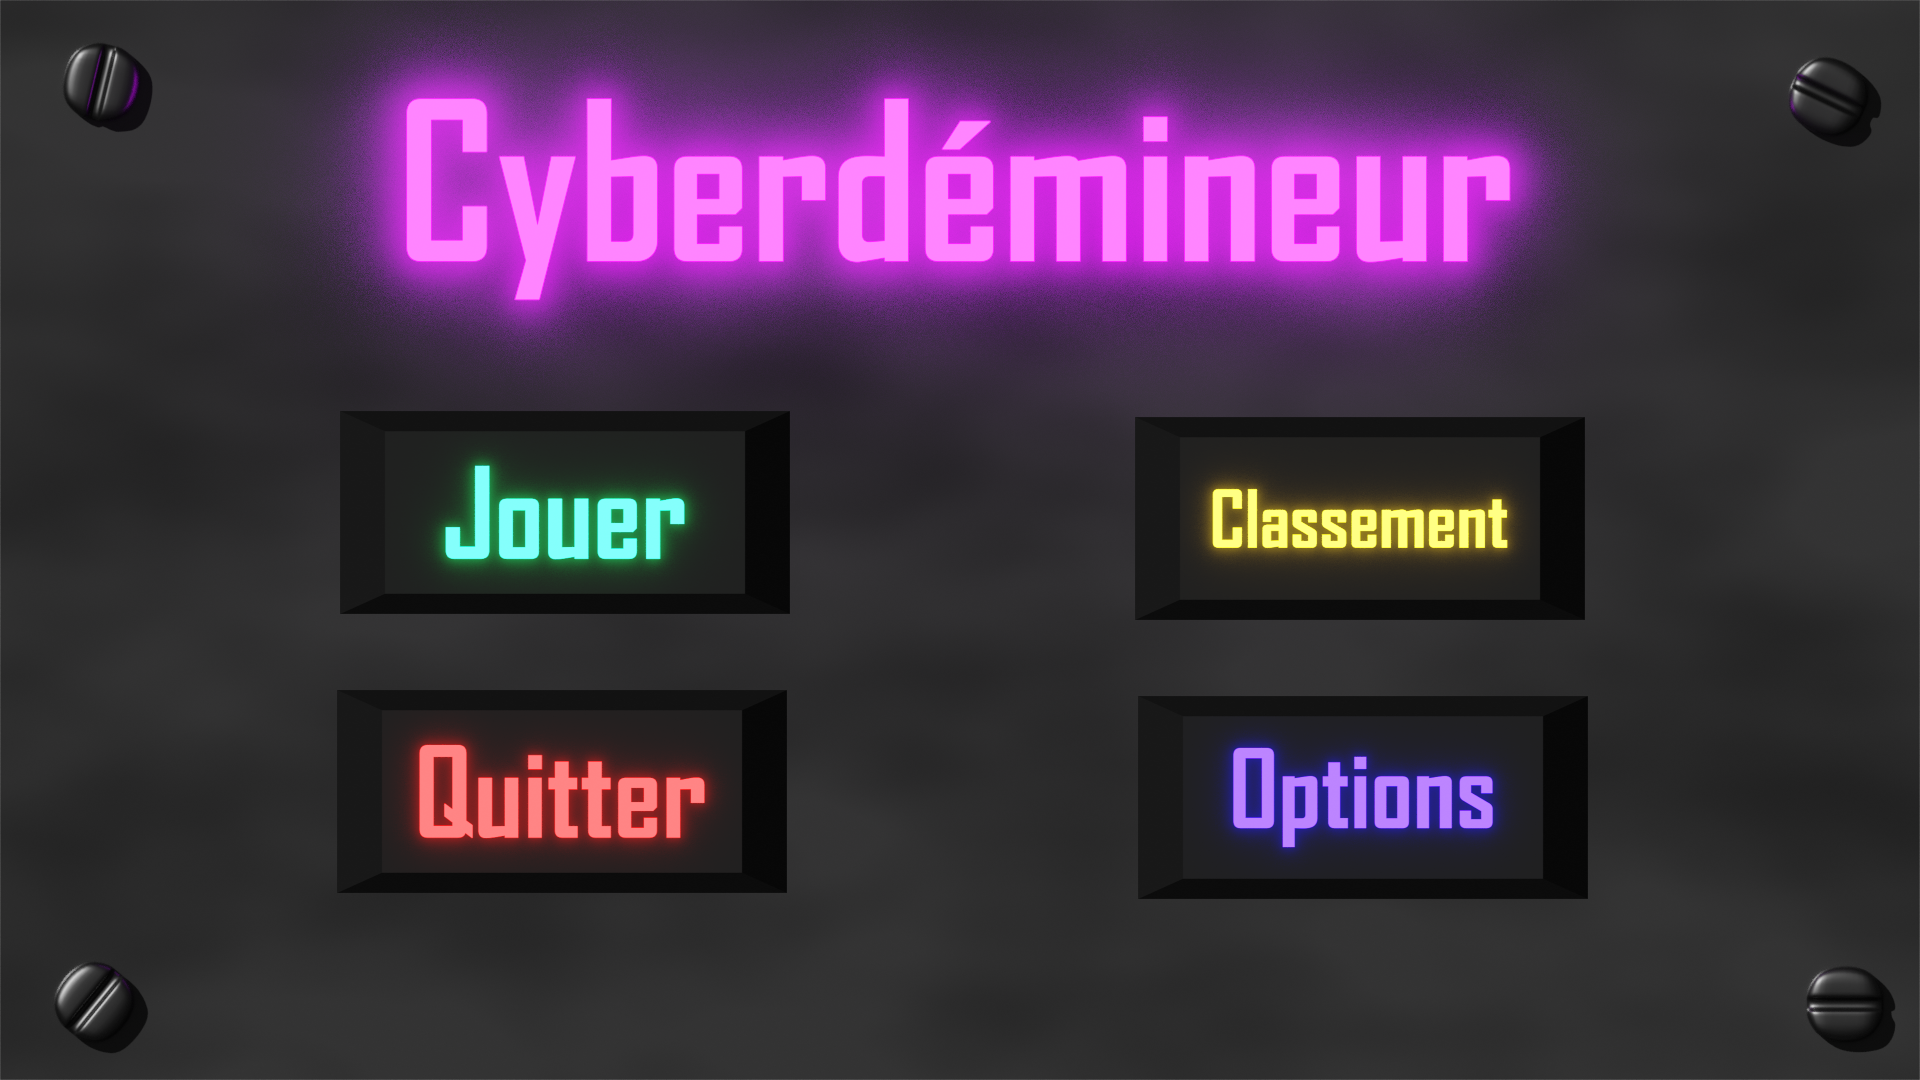 Cyberdémineur
Jouer
Classement
Quitter
Options